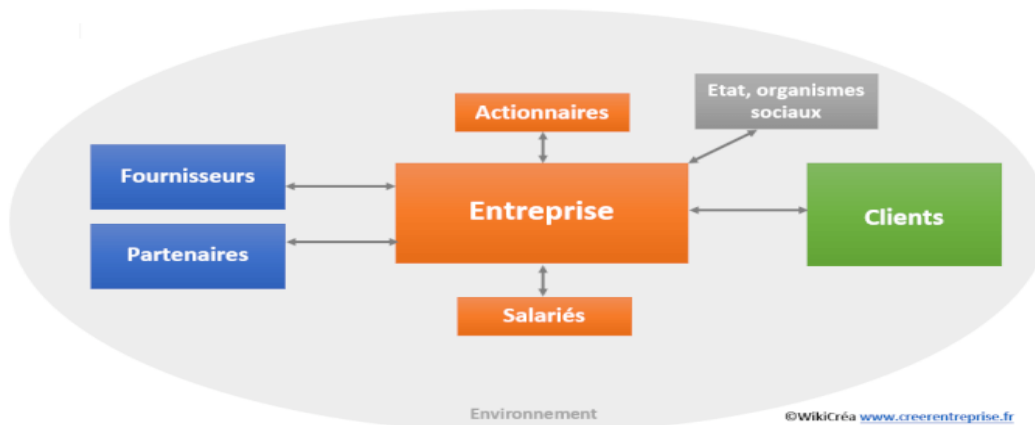 Actionnaires
Etat, organismes
sociaux
Fournisseurs
Entreprise
Clients
Partenaires
Salariés
Environnement
©WikiCréa www.creerentreprise.fr